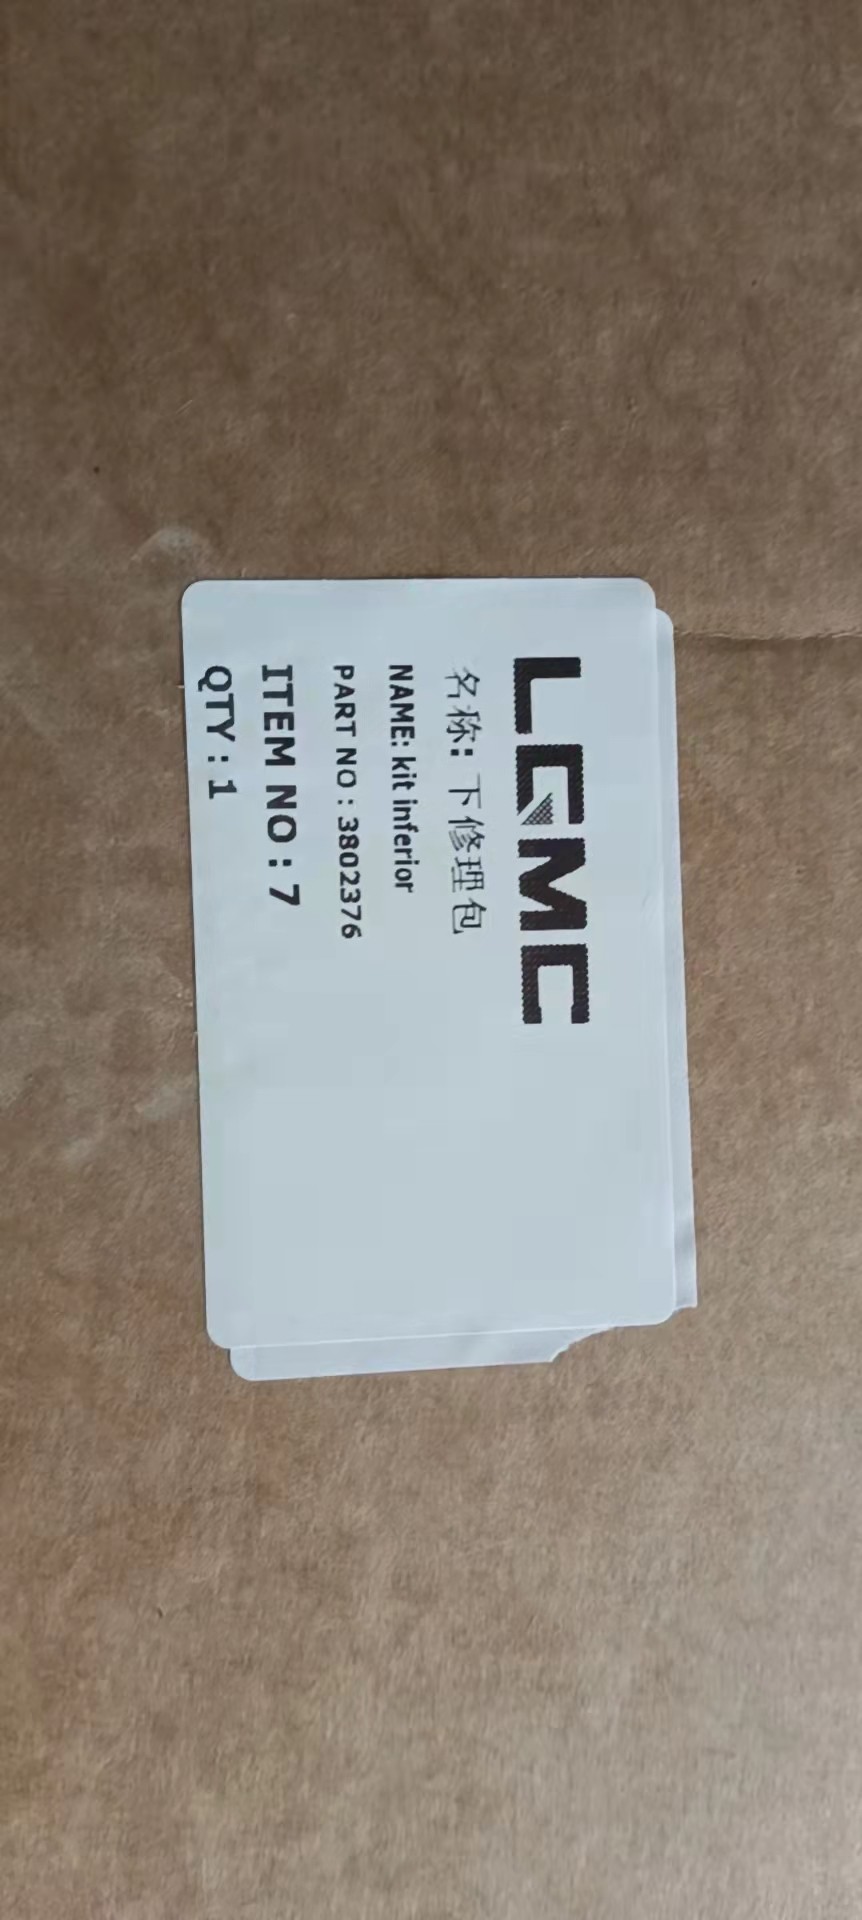 LGMC
名称: 下修理包
NAME: kit inferior
PART NO : 3802376
ITEM NO : 7
QTY : 1